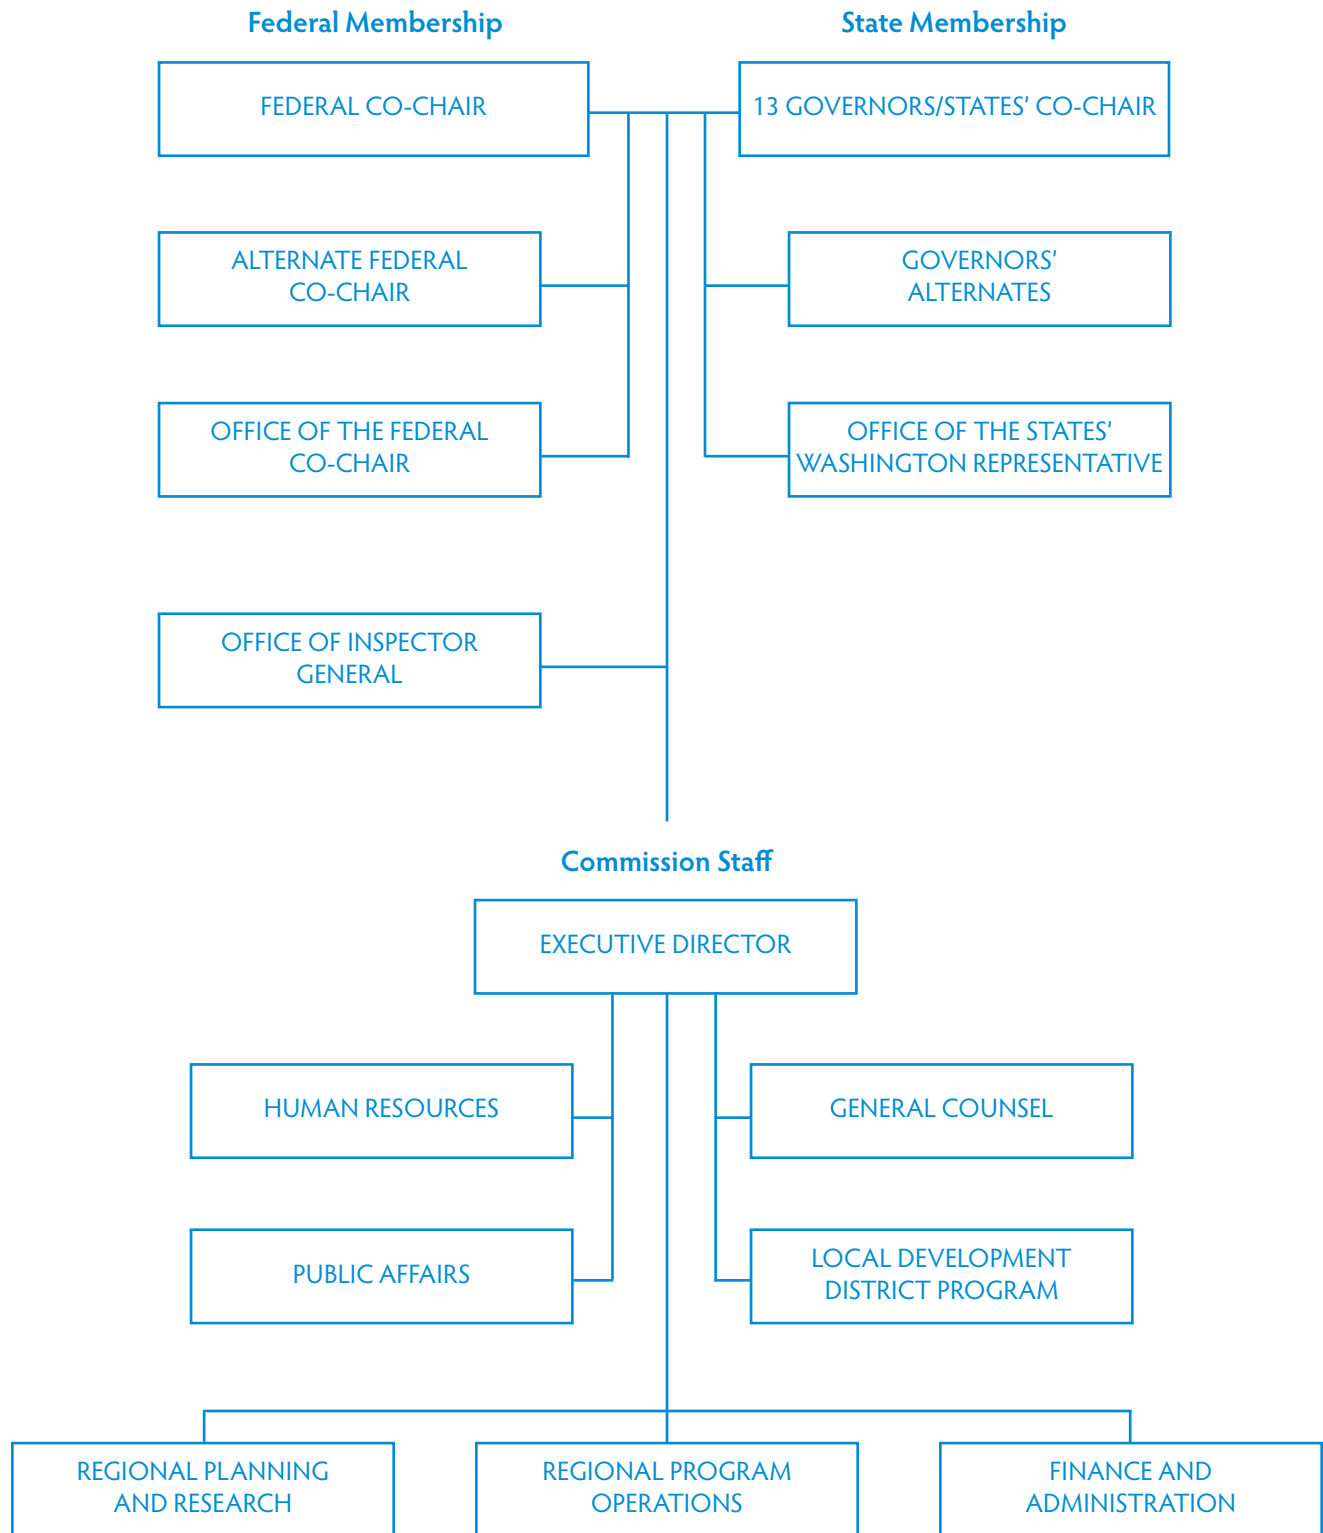 Federal Membership
State Membership
FEDERAL CO-CHAIR
13 GOVERNORS/STATES’ CO-CHAIR
ALTERNATE FEDERAL
CO-CHAIR
GOVERNORS’
ALTERNATES
OFFICE OF THE FEDERAL
CO-CHAIR
OFFICE OF THE STATES’
WASHINGTON REPRESENTATIVE
OFFICE OF INSPECTOR
GENERAL
Commission Staff
EXECUTIVE DIRECTOR
HUMAN RESOURCES
GENERAL COUNSEL
PUBLIC AFFAIRS
LOCAL DEVELOPMENT
DISTRICT PROGRAM
REGIONAL PLANNING
AND RESEARCH
REGIONAL PROGRAM
OPERATIONS
FINANCE AND
ADMINISTRATION